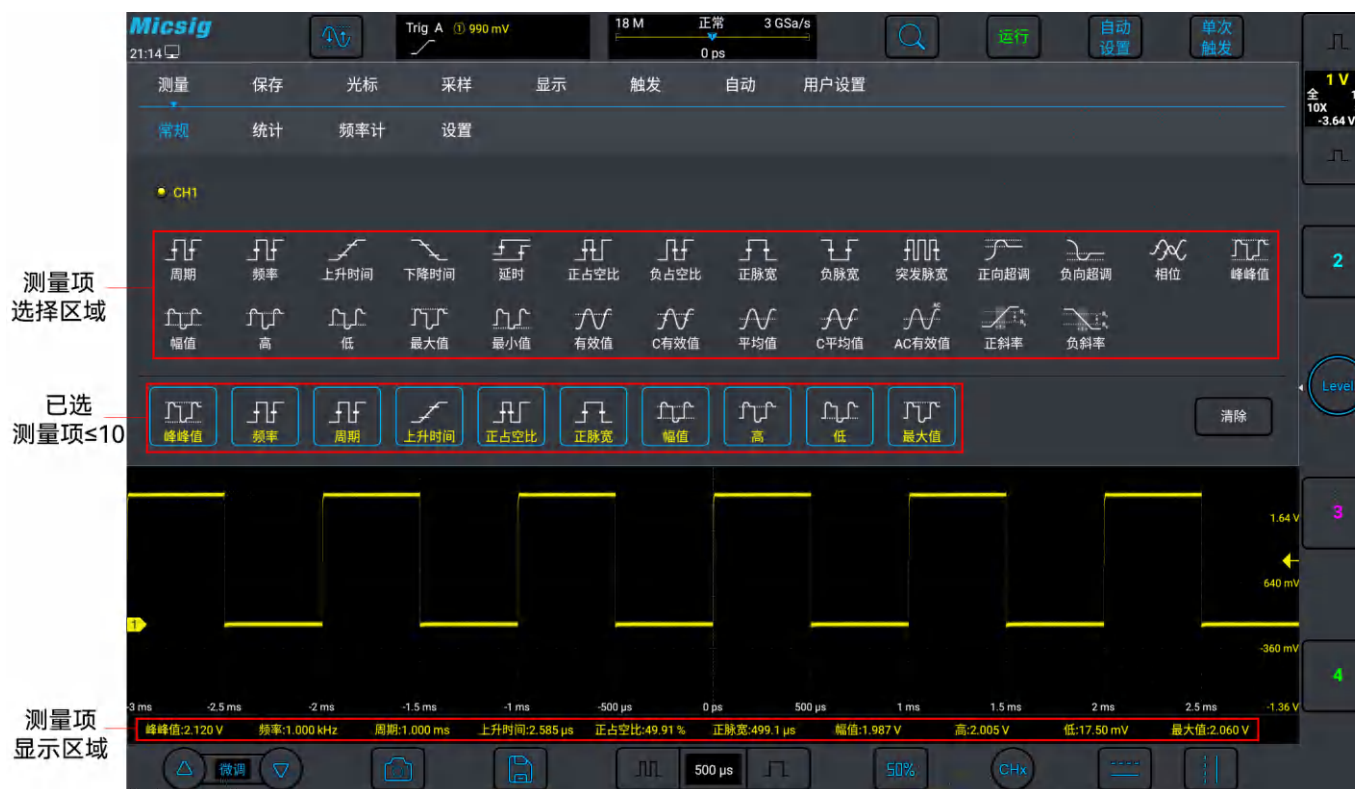 Micsig
21:14
Trig A ① 990 mV
18 M 正常 3 GSa/s
0 ps
运行
自动
设置
单次
触发
测量 保存 光标 采样 显示 触发 自动 用户设置
常规 统计 频率计 设置
1 V
全 1
10X
-3.64 V
CH1
测量项
选择区域
周期 频率 上升时间 下降时间 延时 正占空比 负占空比 正脉宽 负脉宽 突发脉宽 正向超调 负向超调 相位 峰峰值
幅值 高 低 最大值 最小值 有效值 C有效值 平均值 C平均值 AC有效值 正斜率 负斜率
2
Level
已选
测量项≤10
峰峰值 频率 周期 上升时间 正占空比 正脉宽 幅值 高 低 最大值
清除
1.64 V
3
640 mV
1
-360 mV
4
-3 ms -2.5 ms -2 ms -1.5 ms -1 ms -500 μs 0 ps 500 μs 1 ms 1.5 ms 2 ms 2.5 ms -1.36 V
测量项
显示区域
峰峰值:2.120 V 频率:1.000 kHz 周期:1.000 ms 上升时间:2.585 μs 正占空比:49.91 % 正脉宽:499.1 μs 幅值:1.987 V 高:2.005 V 低:17.50 mV 最大值:2.060 V
微调
500 μs
50%
CHx